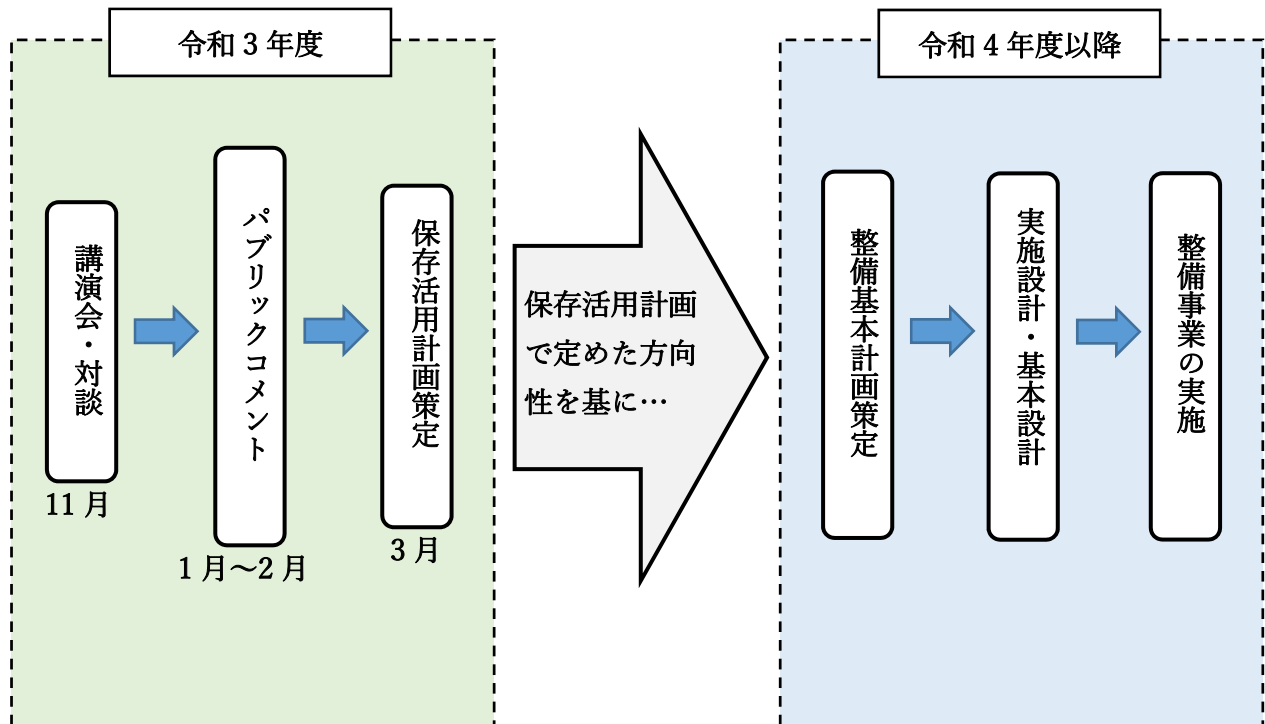 令和３年度
講演会・対談
11月
パブリックコメント
1月～2月
保存活用計画策定
3月
保存活用計画
で定めた方向
性を基に…
令和４年度以降
整備基本計画策定
実施設計・基本設計
整備事業の実施